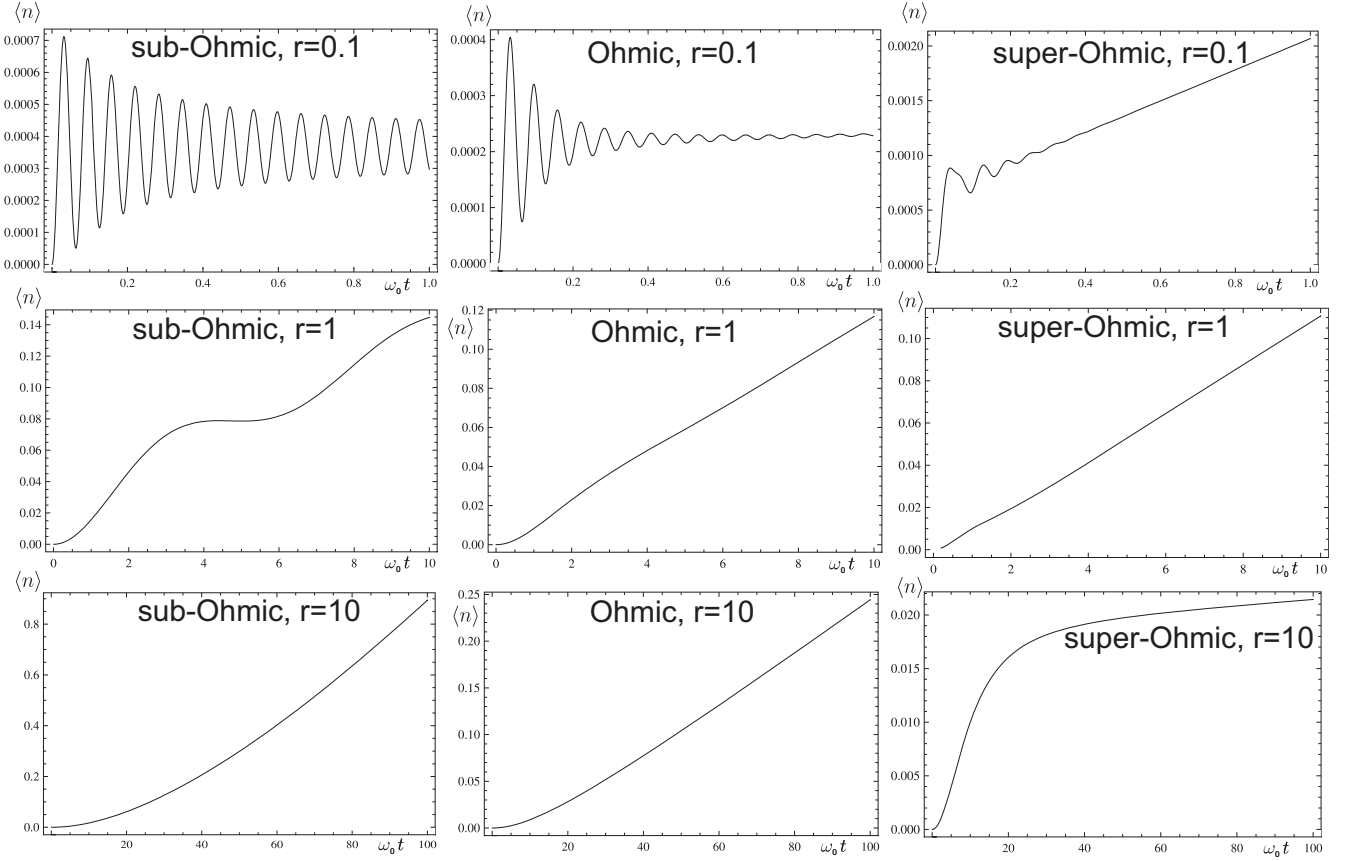 ⟨n⟩
sub-Ohmic, r=0.1
0.0007
0.0006
0.0005
0.0004
0.0003
0.0002
0.0001
0.0000
0.2 0.4 0.6 0.8 ω₀t 1.0
⟨n⟩
Ohmic, r=0.1
0.0004
0.0003
0.0002
0.0001
0.0000
0.2 0.4 0.6 0.8 ω₀t 1.0
⟨n⟩
super-Ohmic, r=0.1
0.0020
0.0015
0.0010
0.0005
0.0000
0.2 0.4 0.6 0.8 ω₀t 1.0
⟨n⟩
sub-Ohmic, r=1
0.14
0.12
0.10
0.08
0.06
0.04
0.02
0.00
0 2 4 6 8 ω₀t 10
0.12
⟨n⟩
Ohmic, r=1
0.10
0.08
0.06
0.04
0.02
0.00
0 2 4 6 8 ω₀t 10
⟨n⟩
super-Ohmic, r=1
0.10
0.08
0.06
0.04
0.02
0.00
0 2 4 6 8 ω₀t 10
⟨n⟩
sub-Ohmic, r=10
0.8
0.6
0.4
0.2
0.0
20 40 60 80 ω₀t 100
0.25
⟨n⟩
Ohmic, r=10
0.20
0.15
0.10
0.05
0.00
20 40 60 80 ω₀t 100
⟨n⟩
0.020
super-Ohmic, r=10
0.015
0.010
0.005
0.000
0 20 40 60 80 ω₀t 100